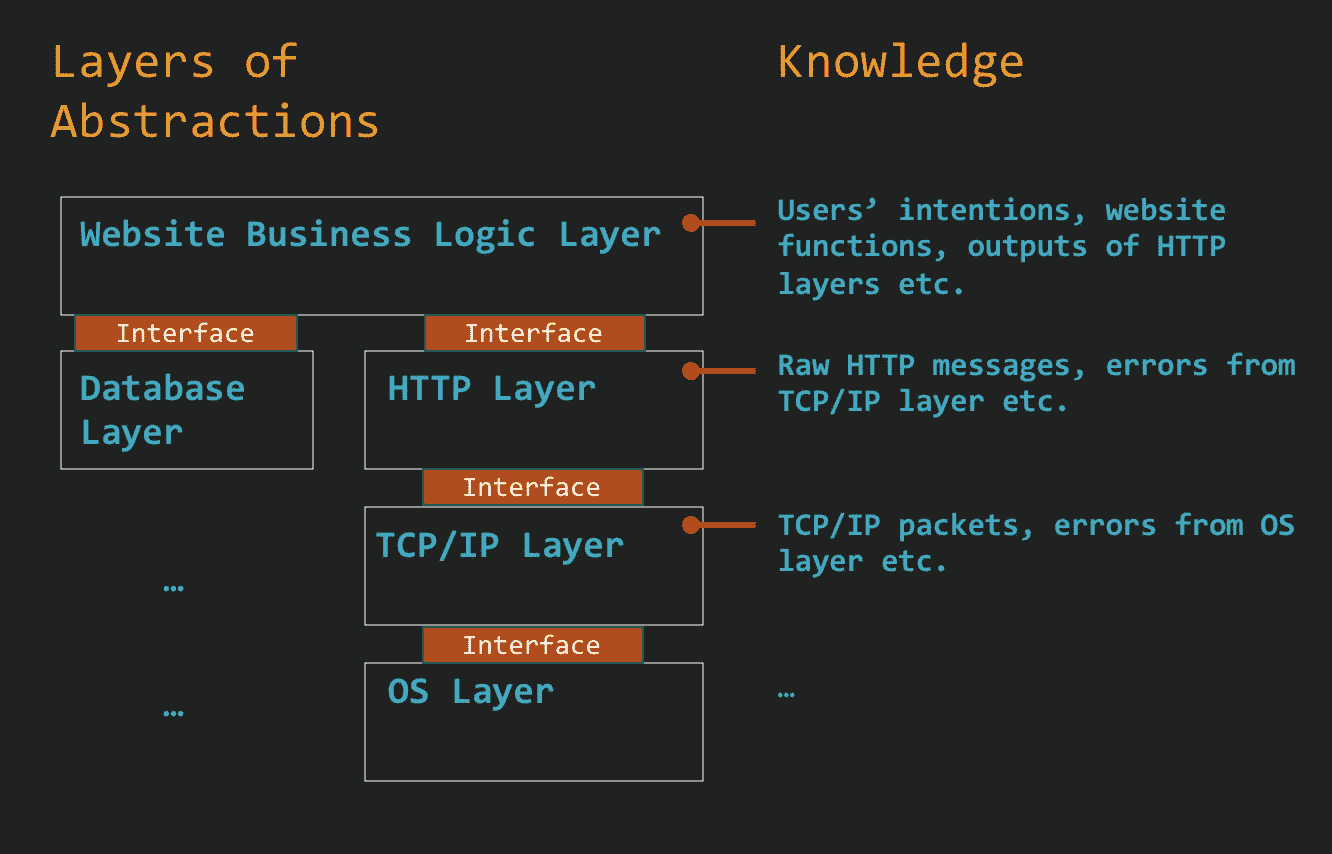 Layers of
Abstractions
Knowledge
Website Business Logic Layer
Users’ intentions, website
functions, outputs of HTTP
layers etc.
Interface
Interface
Database
Layer
HTTP Layer
Raw HTTP messages, errors from
TCP/IP layer etc.
Interface
TCP/IP Layer
TCP/IP packets, errors from OS
layer etc.
…
Interface
OS Layer
…
…